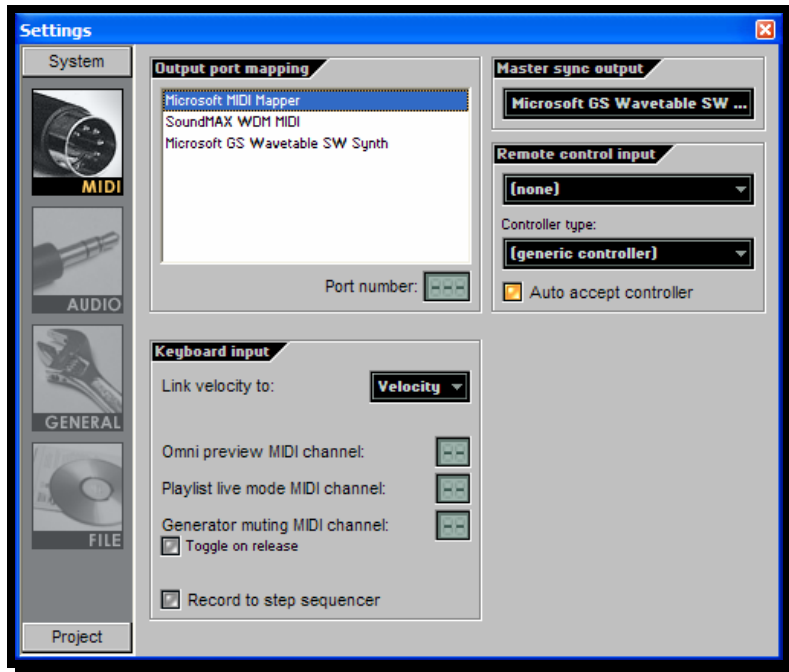 Settings
System
MIDI
AUDIO
GENERAL
FILE
Project
Output port mapping
Microsoft MIDI Mapper
SoundMAX WDM MIDI
Microsoft GS Wavetable SW Synth
Port number: ---
Master sync output
Microsoft GS Wavetable SW ...
Remote control input
(none)
Controller type:
(generic controller)
Auto accept controller
Keyboard input
Link velocity to: Velocity
Omni preview MIDI channel: --
Playlist live mode MIDI channel: --
Generator muting MIDI channel: --
Toggle on release
Record to step sequencer